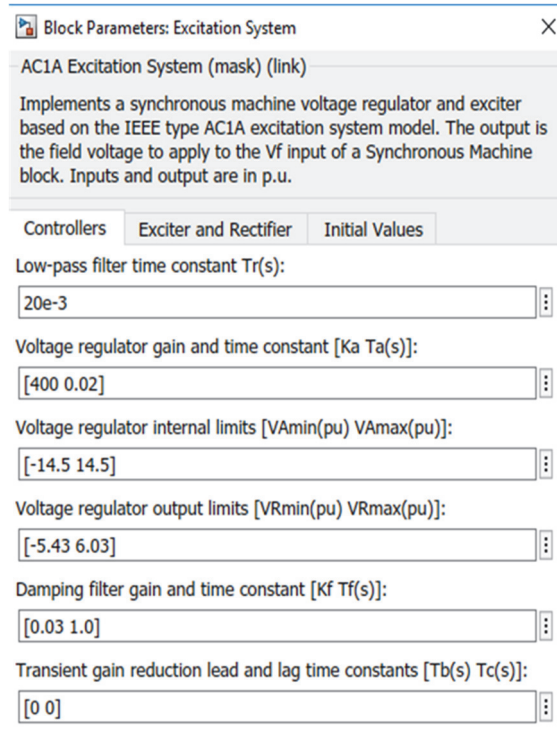 Block Parameters: Excitation System
AC1A Excitation System (mask) (link)
Implements a synchronous machine voltage regulator and exciter
based on the IEEE type AC1A excitation system model. The output is
the field voltage to apply to the Vf input of a Synchronous Machine
block. Inputs and output are in p.u.
Controllers Exciter and Rectifier Initial Values
Low-pass filter time constant Tr(s):
20e-3
Voltage regulator gain and time constant [Ka Ta(s)]:
[400 0.02]
Voltage regulator internal limits [VAmin(pu) VAmax(pu)]:
[-14.5 14.5]
Voltage regulator output limits [VRmin(pu) VRmax(pu)]:
[-5.43 6.03]
Damping filter gain and time constant [Kf Tf(s)]:
[0.03 1.0]
Transient gain reduction lead and lag time constants [Tb(s) Tc(s)]:
[0 0]